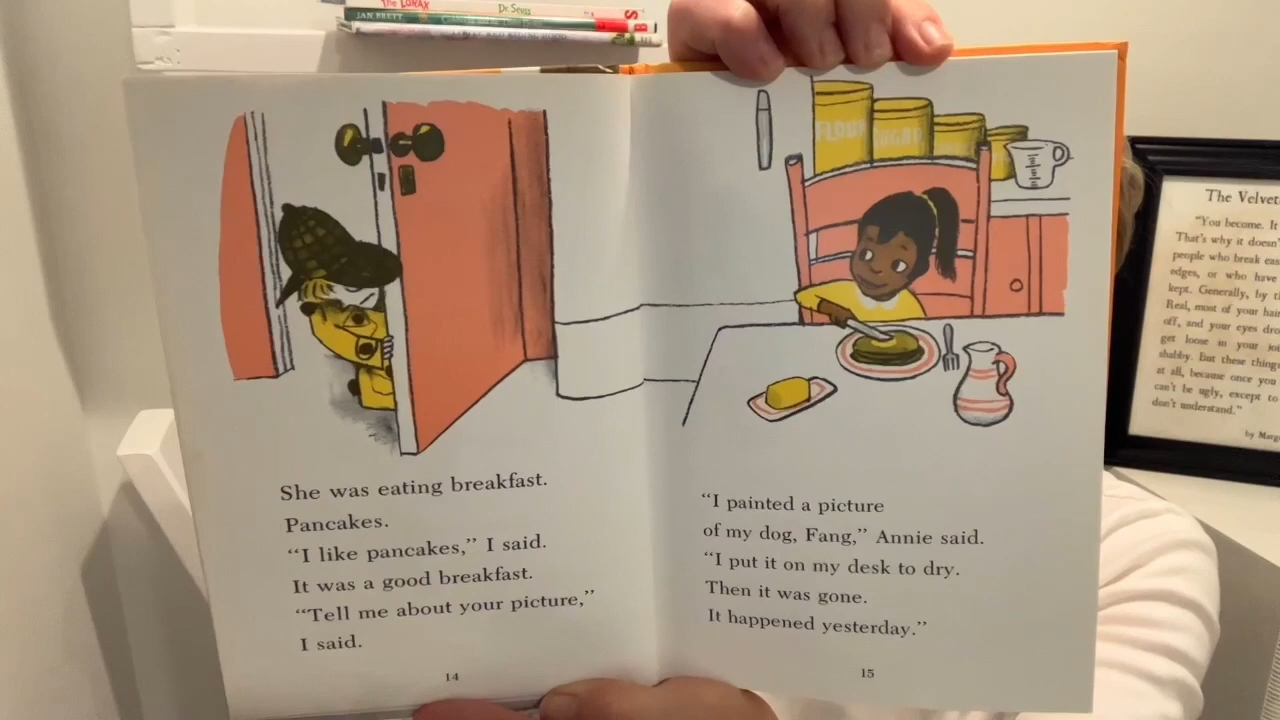 The LORAX Dr. Seuss
JAN BRETT
FLOUR
SUGAR
She was eating breakfast.
Pancakes.
“I like pancakes,” I said.
It was a good breakfast.
“Tell me about your picture,”
I said.
14
“I painted a picture
of my dog, Fang,” Annie said.
“I put it on my desk to dry.
Then it was gone.
It happened yesterday.”
15
The Velvet
“You become. It
That’s why it doesn’
people who break eas
edges, or who have
kept. Generally, by t
Real, most of your hair
off, and your eyes dro
get loose in your joi
shabby. But these thing
at all, because once you
can’t be ugly, except to
don’t understand.”
by Marg